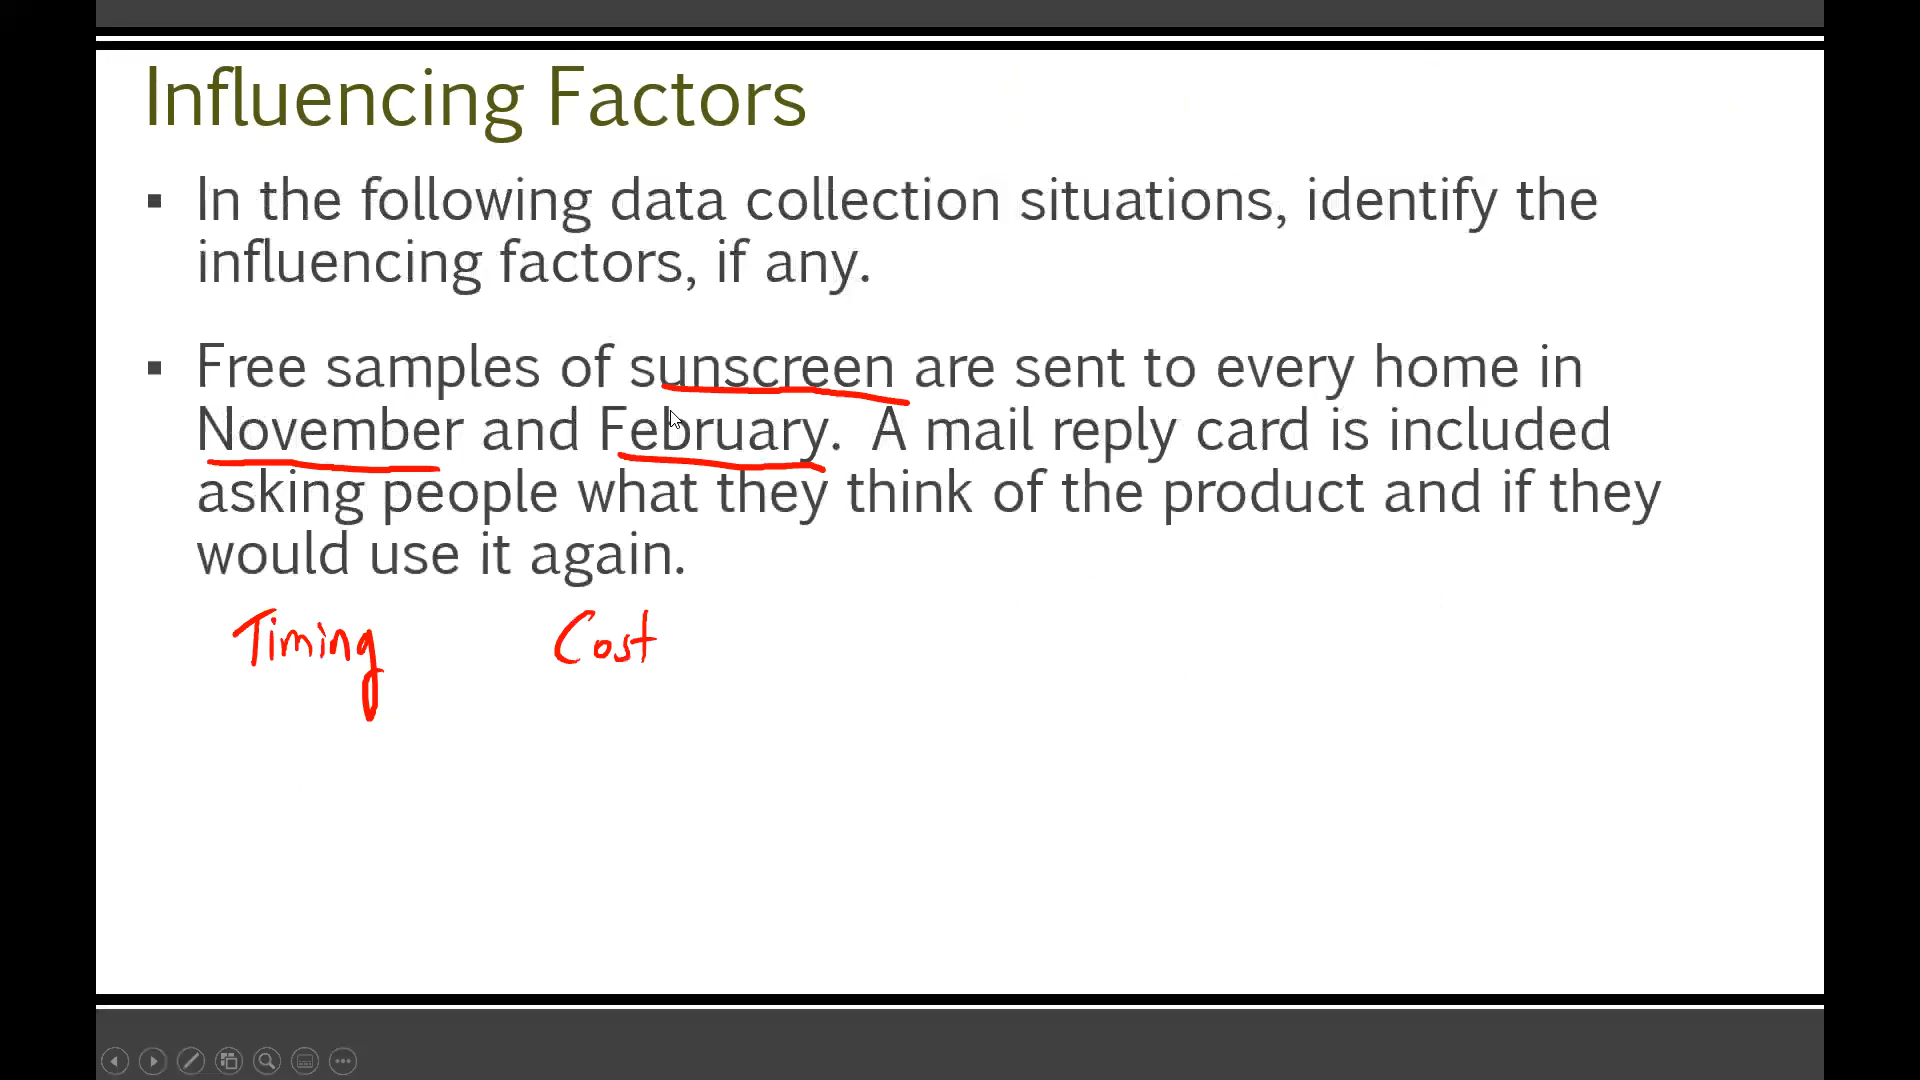 Influencing Factors
▪ In the following data collection situations, identify the
influencing factors, if any.
▪ Free samples of sunscreen are sent to every home in
November and February. A mail reply card is included
asking people what they think of the product and if they
would use it again.
Timing Cost